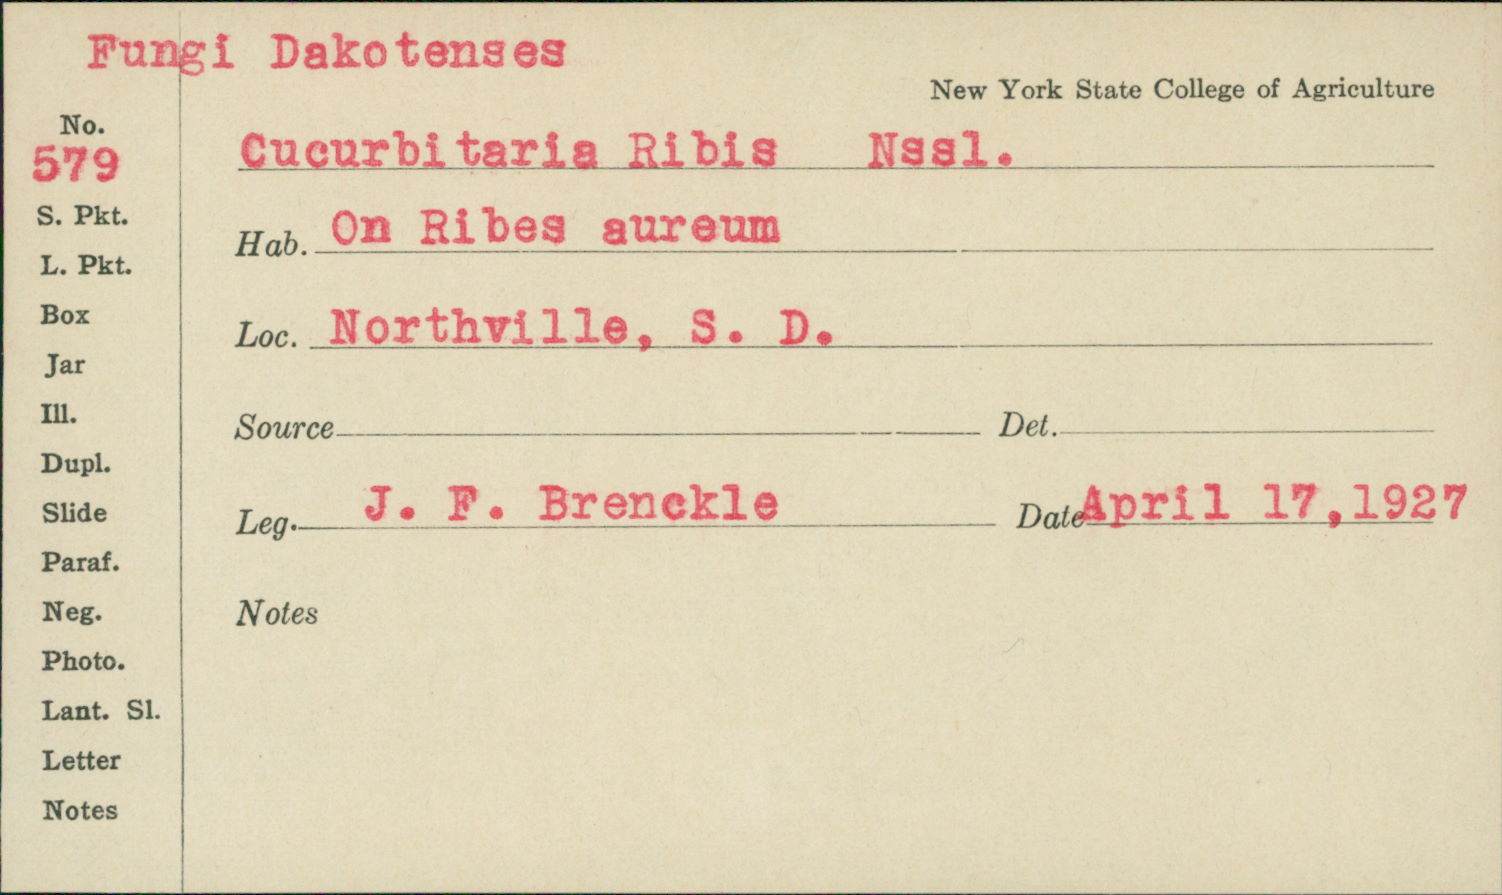 Fungi Dakotenses
New York State College of Agriculture
No.
579
Cucurbitaria Ribis Nssl.
S. Pkt.
Hab. On Ribes aureum
L. Pkt.
Box
Loc. Northville, S. D.
Jar
Ill.
Source Det.
Dupl.
Slide
Leg. J. F. Brenckle Date April 17,1927
Paraf.
Neg.
Notes
Photo.
Lant. Sl.
Letter
Notes